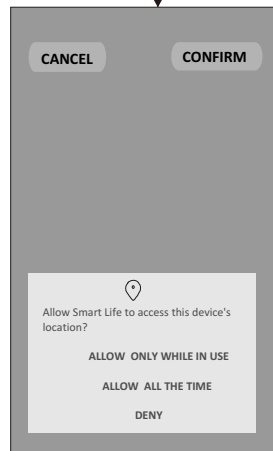 CANCEL
CONFIRM
Allow Smart Life to access this device's
location?
ALLOW ONLY WHILE IN USE
ALLOW ALL THE TIME
DENY